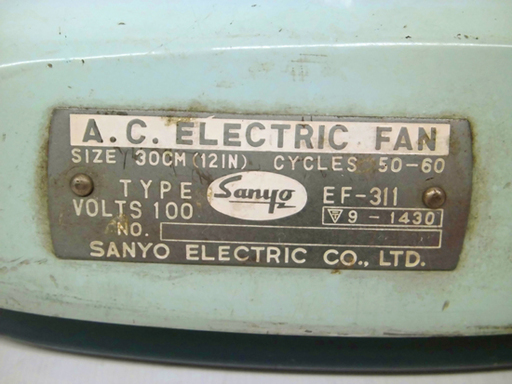 A.C. ELECTRIC FAN
SIZE 30CM (12IN) CYCLES 50-60
TYPE Sanyo EF-311
VOLTS 100 ▽ 9-1430
NO.
SANYO ELECTRIC CO., LTD.